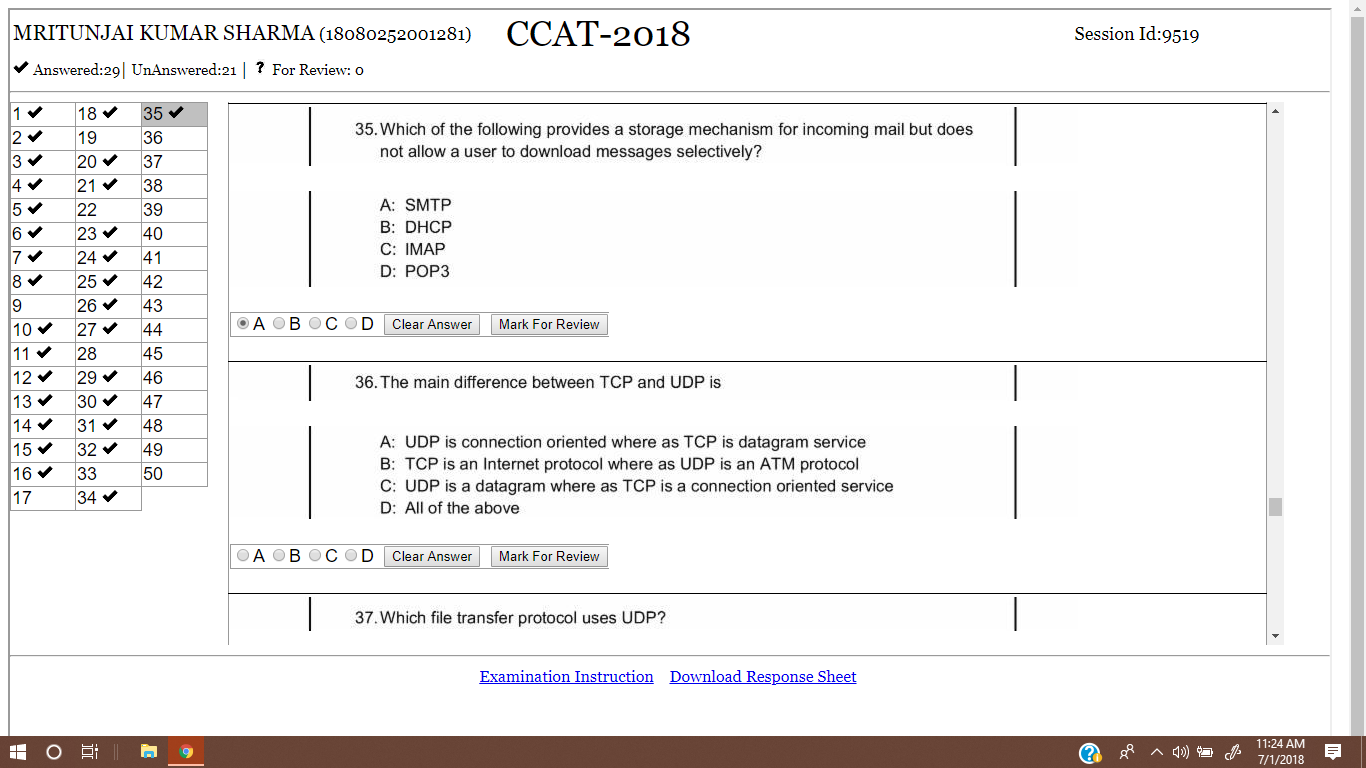 MRITUNJAI KUMAR SHARMA (18080252001281) CCAT-2018 Session Id:9519
Answered:29| UnAnswered:21 | ? For Review: 0
1 ✔ 18 ✔ 35 ✔
2 ✔ 19 36
3 ✔ 20 ✔ 37
4 ✔ 21 ✔ 38
5 ✔ 22 39
6 ✔ 23 ✔ 40
7 ✔ 24 ✔ 41
8 ✔ 25 ✔ 42
9 26 ✔ 43
10 ✔ 27 ✔ 44
11 ✔ 28 45
12 ✔ 29 ✔ 46
13 ✔ 30 ✔ 47
14 ✔ 31 ✔ 48
15 ✔ 32 ✔ 49
16 ✔ 33 50
17 34 ✔
35. Which of the following provides a storage mechanism for incoming mail but does
not allow a user to download messages selectively?
A: SMTP
B: DHCP
C: IMAP
D: POP3
A B C D Clear Answer Mark For Review
36. The main difference between TCP and UDP is
A: UDP is connection oriented where as TCP is datagram service
B: TCP is an Internet protocol where as UDP is an ATM protocol
C: UDP is a datagram where as TCP is a connection oriented service
D: All of the above
A B C D Clear Answer Mark For Review
37. Which file transfer protocol uses UDP?
Examination Instruction Download Response Sheet
11:24 AM
7/1/2018